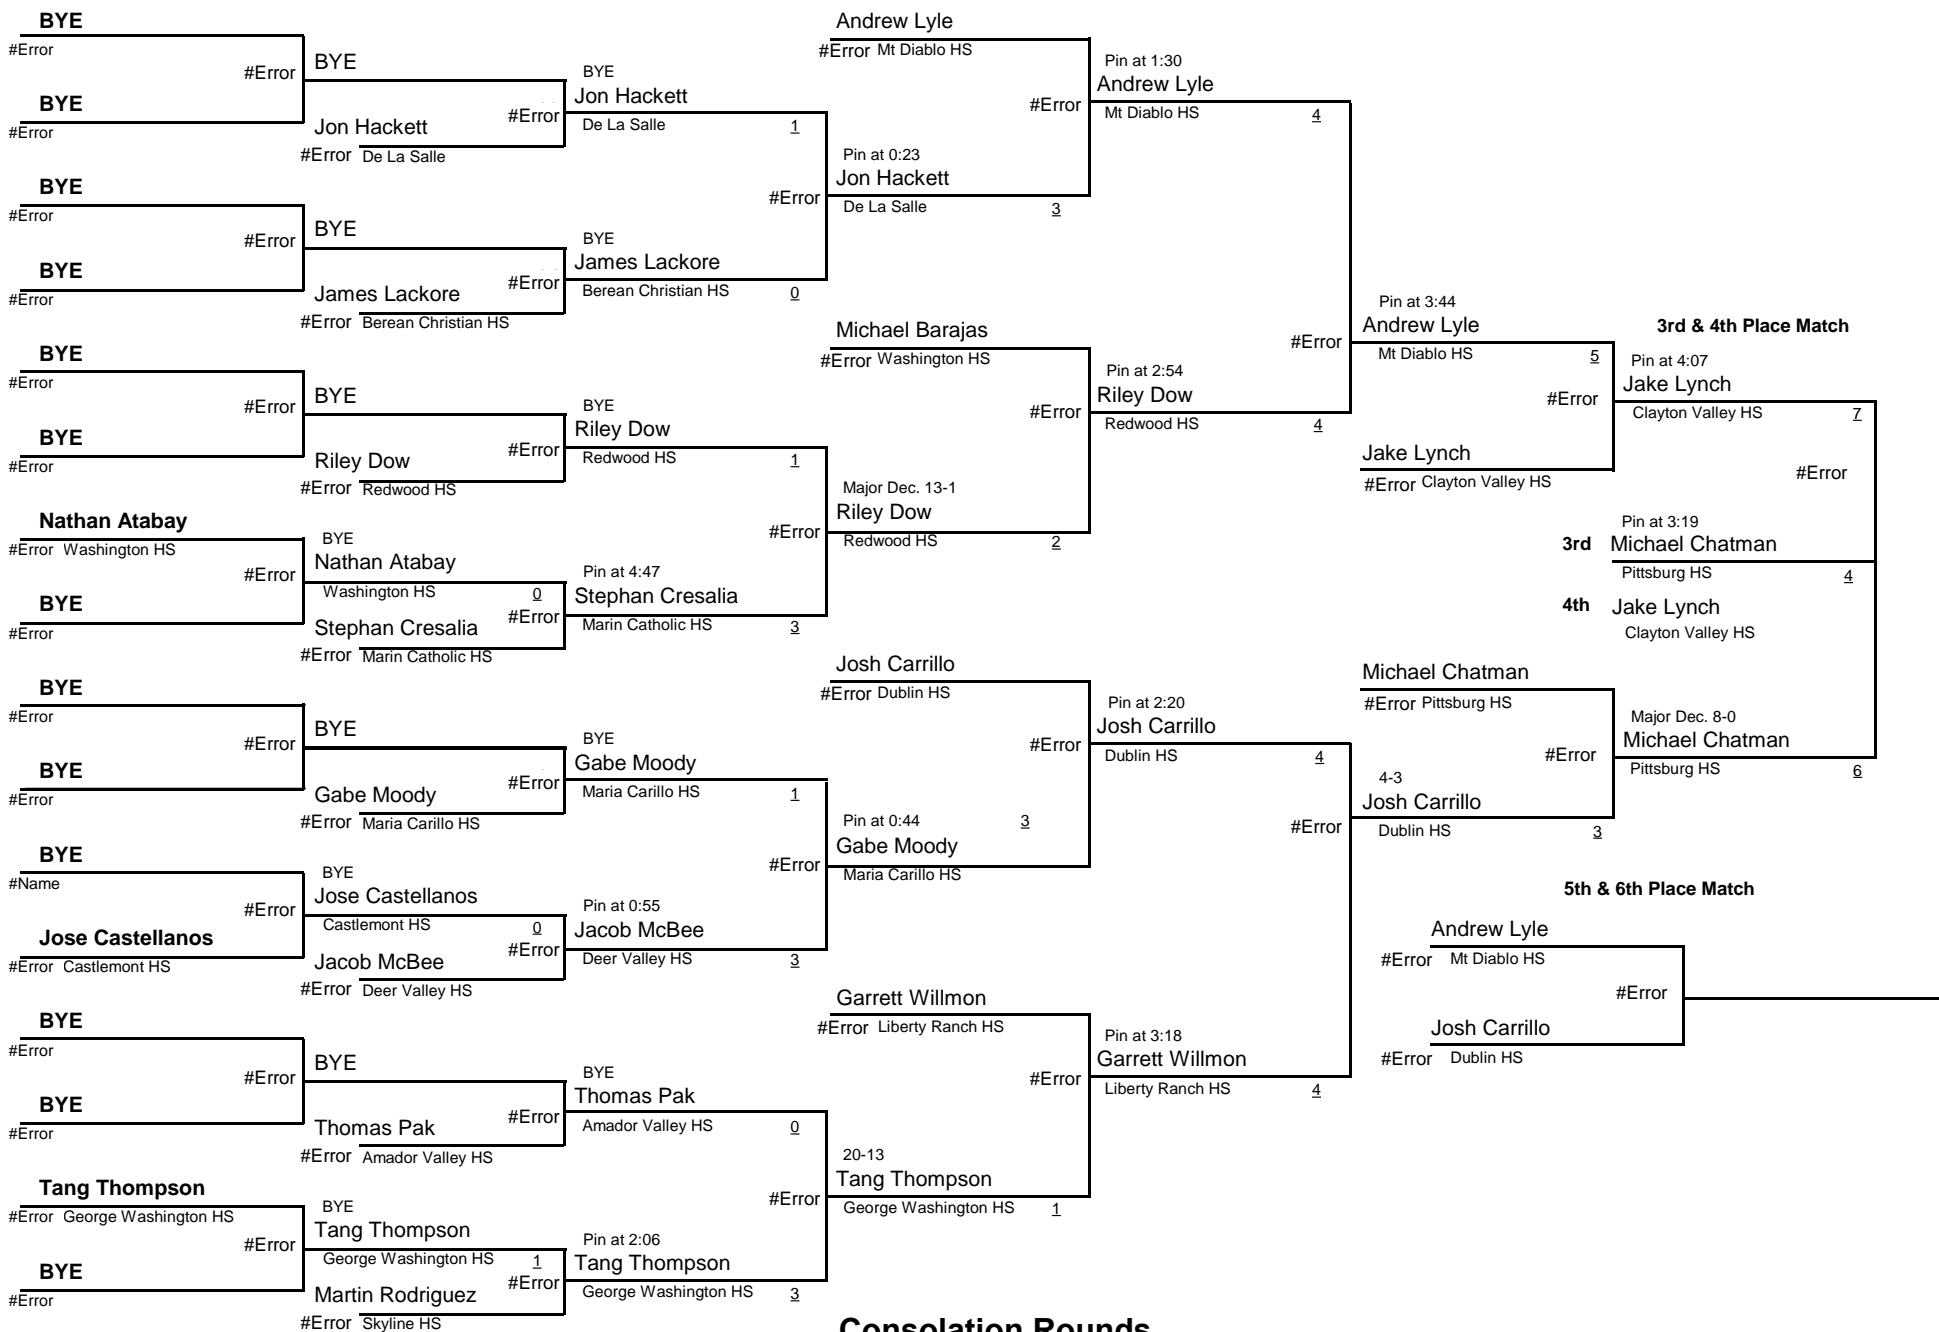 BYE
#Error
#Error
BYE
#Error
BYE
Jon Hackett
#Error De La Salle
#Error
BYE
Jon Hackett
De La Salle 1
BYE
#Error
#Error
BYE
#Error
BYE
James Lackore
#Error Berean Christian HS
#Error
BYE
James Lackore
Berean Christian HS 0
#Error
Pin at 0:23
Jon Hackett
De La Salle 3
Andrew Lyle
#Error Mt Diablo HS
#Error
Pin at 1:30
Andrew Lyle
Mt Diablo HS 4
BYE
#Error
#Error
BYE
#Error
BYE
Riley Dow
#Error Redwood HS
#Error
BYE
Riley Dow
Redwood HS 1
Nathan Atabay
#Error Washington HS
#Error
BYE
#Error
BYE
Nathan Atabay
Washington HS 0
Stephan Cresalia
#Error Marin Catholic HS
#Error
Pin at 4:47
Stephan Cresalia
Marin Catholic HS 3
#Error
Major Dec. 13-1
Riley Dow
Redwood HS 2
Michael Barajas
#Error Washington HS
#Error
Pin at 2:54
Riley Dow
Redwood HS 4
#Error
Pin at 3:44
Andrew Lyle
Mt Diablo HS 5
#Error
Jake Lynch
#Error Clayton Valley HS
3rd & 4th Place Match
Pin at 4:07
Jake Lynch
Clayton Valley HS 7
#Error
Pin at 3:19
3rd Michael Chatman
Pittsburg HS 4
4th Jake Lynch
Clayton Valley HS
BYE
#Error
#Error
BYE
#Error
BYE
Gabe Moody
#Error Maria Carillo HS
#Error
BYE
Gabe Moody
Maria Carillo HS 1
BYE
#Name
#Error
Jose Castellanos
#Error Castlemont HS
BYE
Jose Castellanos
Castlemont HS 0
Jacob McBee
#Error Deer Valley HS
#Error
Pin at 0:55
Jacob McBee
Deer Valley HS 3
#Error
Pin at 0:44 3
Gabe Moody
Maria Carillo HS
Josh Carrillo
#Error Dublin HS
#Error
Pin at 2:20
Josh Carrillo
Dublin HS 4
BYE
#Error
#Error
BYE
#Error
BYE
Thomas Pak
#Error Amador Valley HS
#Error
BYE
Thomas Pak
Amador Valley HS 0
Tang Thompson
#Error George Washington HS
#Error
BYE
#Error
BYE
Tang Thompson
George Washington HS 1
Martin Rodriguez
#Error Skyline HS
#Error
Pin at 2:06
Tang Thompson
George Washington HS 3
#Error
20-13
Tang Thompson
George Washington HS 1
Garrett Willmon
#Error Liberty Ranch HS
#Error
Pin at 3:18
Garrett Willmon
Liberty Ranch HS 4
#Error
4-3
Josh Carrillo
Dublin HS 3
Michael Chatman
#Error Pittsburg HS
#Error
Major Dec. 8-0
Michael Chatman
Pittsburg HS 6
5th & 6th Place Match
Andrew Lyle
#Error Mt Diablo HS
#Error
Josh Carrillo
#Error Dublin HS
Consolation Rounds